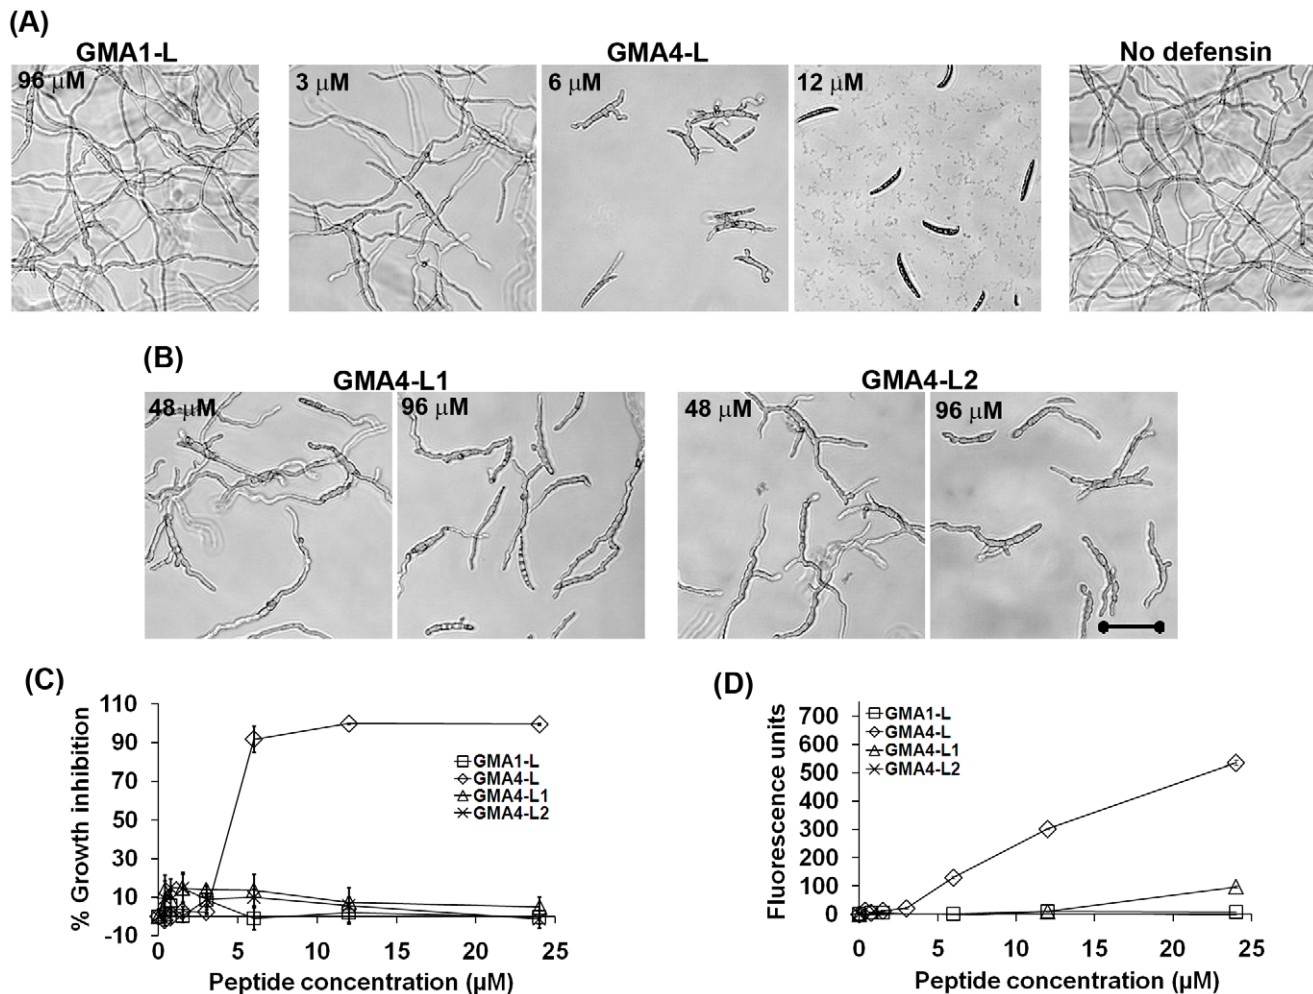 (A)
GMA1-L GMA4-L No defensin
96 μM 3 μM 6 μM 12 μM
(B)
GMA4-L1 GMA4-L2
48 μM 96 μM 48 μM 96 μM
(C)
% Growth inhibition
110
90
70
50
30
10
-10
GMA1-L
GMA4-L
GMA4-L1
GMA4-L2
0 5 10 15 20 25
Peptide concentration (μM)
(D)
Fluorescence units
700
600
500
400
300
200
100
0
GMA1-L
GMA4-L
GMA4-L1
GMA4-L2
0 5 10 15 20 25
Peptide concentration (μM)